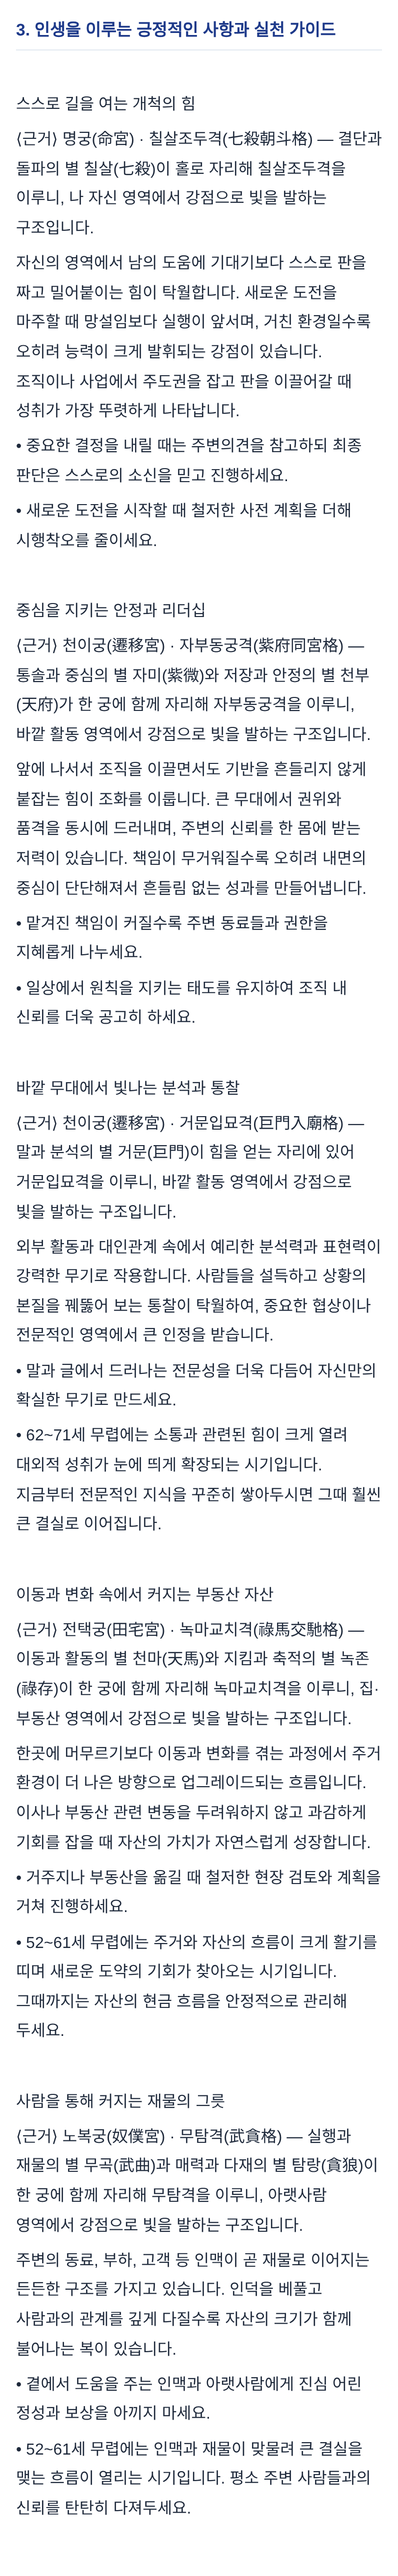 3. 인생을 이루는 긍정적인 사항과 실천 가이드
스스로 길을 여는 개척의 힘
⟨근거⟩ 명궁(命宮) · 칠살조두격(七殺朝斗格) — 결단과
돌파의 별 칠살(七殺)이 홀로 자리해 칠살조두격을
이루니, 나 자신 영역에서 강점으로 빛을 발하는
구조입니다.
자신의 영역에서 남의 도움에 기대기보다 스스로 판을
짜고 밀어붙이는 힘이 탁월합니다. 새로운 도전을
마주할 때 망설임보다 실행이 앞서며, 거친 환경일수록
오히려 능력이 크게 발휘되는 강점이 있습니다.
조직이나 사업에서 주도권을 잡고 판을 이끌어갈 때
성취가 가장 뚜렷하게 나타납니다.
• 중요한 결정을 내릴 때는 주변의견을 참고하되 최종
판단은 스스로의 소신을 믿고 진행하세요.
• 새로운 도전을 시작할 때 철저한 사전 계획을 더해
시행착오를 줄이세요.
중심을 지키는 안정과 리더십
⟨근거⟩ 천이궁(遷移宮) · 자부동궁격(紫府同宮格) —
통솔과 중심의 별 자미(紫微)와 저장과 안정의 별 천부
(天府)가 한 궁에 함께 자리해 자부동궁격을 이루니,
바깥 활동 영역에서 강점으로 빛을 발하는 구조입니다.
앞에 나서서 조직을 이끌면서도 기반을 흔들리지 않게
붙잡는 힘이 조화를 이룹니다. 큰 무대에서 권위와
품격을 동시에 드러내며, 주변의 신뢰를 한 몸에 받는
저력이 있습니다. 책임이 무거워질수록 오히려 내면의
중심이 단단해져서 흔들림 없는 성과를 만들어냅니다.
• 맡겨진 책임이 커질수록 주변 동료들과 권한을
지혜롭게 나누세요.
• 일상에서 원칙을 지키는 태도를 유지하여 조직 내
신뢰를 더욱 공고히 하세요.
바깥 무대에서 빛나는 분석과 통찰
⟨근거⟩ 천이궁(遷移宮) · 거문입묘격(巨門入廟格) —
말과 분석의 별 거문(巨門)이 힘을 얻는 자리에 있어
거문입묘격을 이루니, 바깥 활동 영역에서 강점으로
빛을 발하는 구조입니다.
외부 활동과 대인관계 속에서 예리한 분석력과 표현력이
강력한 무기로 작용합니다. 사람들을 설득하고 상황의
본질을 꿰뚫어 보는 통찰이 탁월하여, 중요한 협상이나
전문적인 영역에서 큰 인정을 받습니다.
• 말과 글에서 드러나는 전문성을 더욱 다듬어 자신만의
확실한 무기로 만드세요.
• 62~71세 무렵에는 소통과 관련된 힘이 크게 열려
대외적 성취가 눈에 띄게 확장되는 시기입니다.
지금부터 전문적인 지식을 꾸준히 쌓아두시면 그때 훨씬
큰 결실로 이어집니다.
이동과 변화 속에서 커지는 부동산 자산
⟨근거⟩ 전택궁(田宅宮) · 녹마교치격(祿馬交馳格) —
이동과 활동의 별 천마(天馬)와 지킴과 축적의 별 녹존
(祿存)이 한 궁에 함께 자리해 녹마교치격을 이루니, 집·
부동산 영역에서 강점으로 빛을 발하는 구조입니다.
한곳에 머무르기보다 이동과 변화를 겪는 과정에서 주거
환경이 더 나은 방향으로 업그레이드되는 흐름입니다.
이사나 부동산 관련 변동을 두려워하지 않고 과감하게
기회를 잡을 때 자산의 가치가 자연스럽게 성장합니다.
• 거주지나 부동산을 옮길 때 철저한 현장 검토와 계획을
거쳐 진행하세요.
• 52~61세 무렵에는 주거와 자산의 흐름이 크게 활기를
띠며 새로운 도약의 기회가 찾아오는 시기입니다.
그때까지는 자산의 현금 흐름을 안정적으로 관리해
두세요.
사람을 통해 커지는 재물의 그릇
⟨근거⟩ 노복궁(奴僕宮) · 무탐격(武貪格) — 실행과
재물의 별 무곡(武曲)과 매력과 다재의 별 탐랑(貪狼)이
한 궁에 함께 자리해 무탐격을 이루니, 아랫사람
영역에서 강점으로 빛을 발하는 구조입니다.
주변의 동료, 부하, 고객 등 인맥이 곧 재물로 이어지는
든든한 구조를 가지고 있습니다. 인덕을 베풀고
사람과의 관계를 깊게 다질수록 자산의 크기가 함께
불어나는 복이 있습니다.
• 곁에서 도움을 주는 인맥과 아랫사람에게 진심 어린
정성과 보상을 아끼지 마세요.
• 52~61세 무렵에는 인맥과 재물이 맞물려 큰 결실을
맺는 흐름이 열리는 시기입니다. 평소 주변 사람들과의
신뢰를 탄탄히 다져두세요.